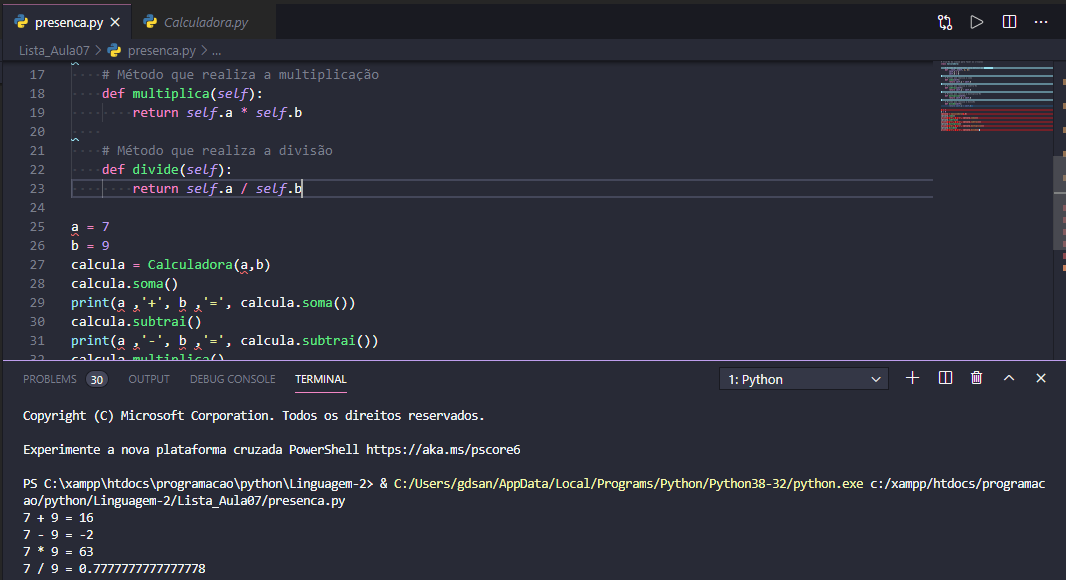 presenca.py
Calculadora.py
Lista_Aula07 > presenca.py > ...
17 # Método que realiza a multiplicação
18 def multiplica(self):
19 return self.a * self.b
20
21 # Método que realiza a divisão
22 def divide(self):
23 return self.a / self.b
24
25 a = 7
26 b = 9
27 calcula = Calculadora(a,b)
28 calcula.soma()
29 print(a ,'+', b ,'=', calcula.soma())
30 calcula.subtrai()
31 print(a ,'-', b ,'=', calcula.subtrai())
32 calcula.multiplica()
PROBLEMS 30 OUTPUT DEBUG CONSOLE TERMINAL 1: Python
Copyright (C) Microsoft Corporation. Todos os direitos reservados.
Experimente a nova plataforma cruzada PowerShell https://aka.ms/pscore6
PS C:\xampp\htdocs\programacao\python\Linguagem-2> & C:/Users/gdsan/AppData/Local/Programs/Python/Python38-32/python.exe c:/xampp/htdocs/programac
ao/python/Linguagem-2/Lista_Aula07/presenca.py
7 + 9 = 16
7 - 9 = -2
7 * 9 = 63
7 / 9 = 0.7777777777777778